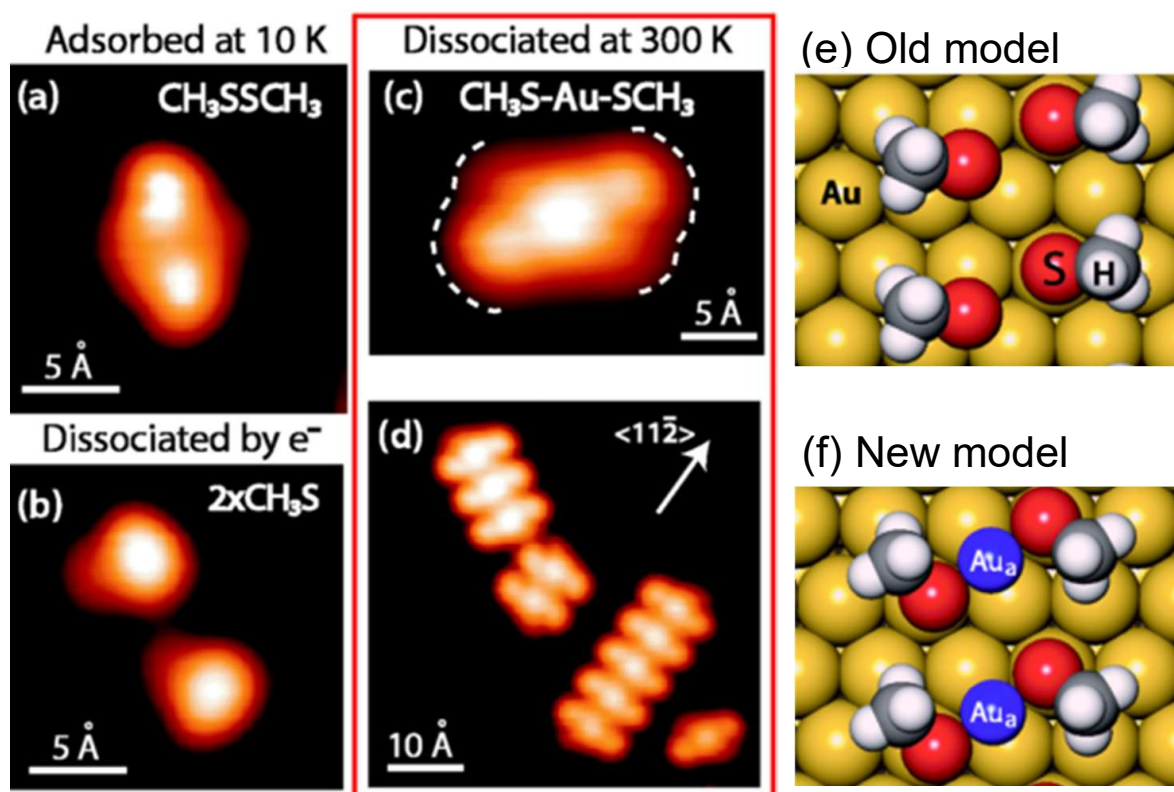 Adsorbed at 10 K
(a)
CH₃SSCH₃
5 Å
Dissociated by e⁻
(b)
2xCH₃S
5 Å
Dissociated at 300 K
(c)
CH₃S-Au-SCH₃
5 Å
(d)
<112̄>
10 Å
(e) Old model
Au
S
H
(f) New model
Auₐ
Auₐ